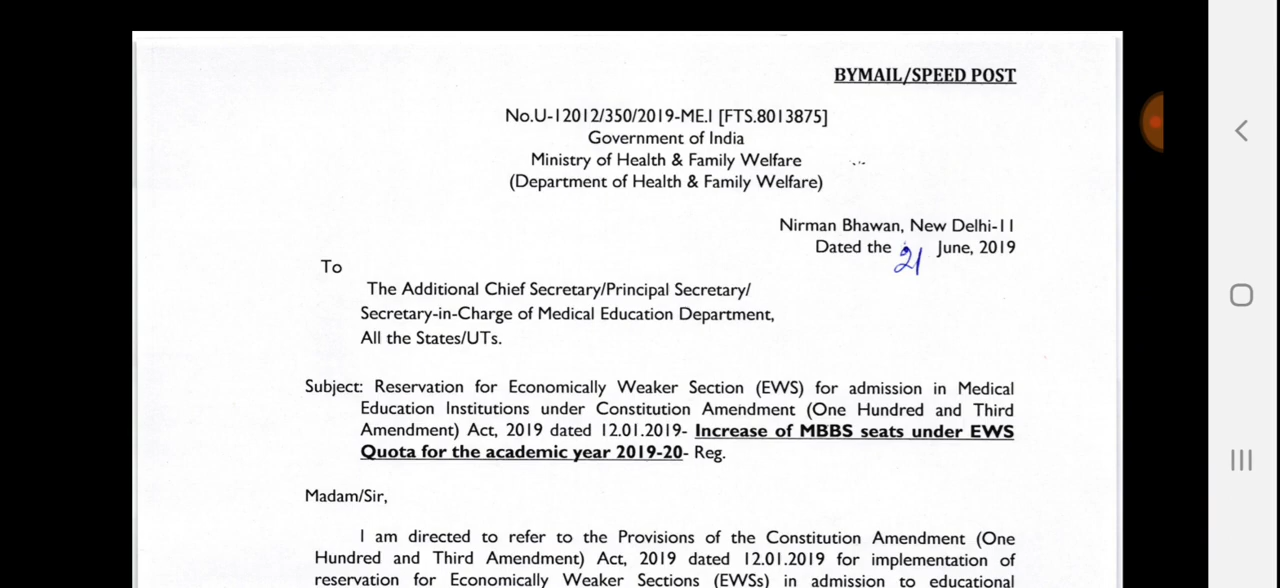 BYMAIL/SPEED POST
No.U-12012/350/2019-ME.I [FTS.8013875]
Government of India
Ministry of Health & Family Welfare
(Department of Health & Family Welfare)
Nirman Bhawan, New Delhi-11
Dated the 21 June, 2019
To
The Additional Chief Secretary/Principal Secretary/
Secretary-in-Charge of Medical Education Department,
All the States/UTs.
Subject: Reservation for Economically Weaker Section (EWS) for admission in Medical
Education Institutions under Constitution Amendment (One Hundred and Third
Amendment) Act, 2019 dated 12.01.2019- Increase of MBBS seats under EWS
Quota for the academic year 2019-20- Reg.
Madam/Sir,
I am directed to refer to the Provisions of the Constitution Amendment (One
Hundred and Third Amendment) Act, 2019 dated 12.01.2019 for implementation of
reservation for Economically Weaker Sections (EWSs) in admission to educational